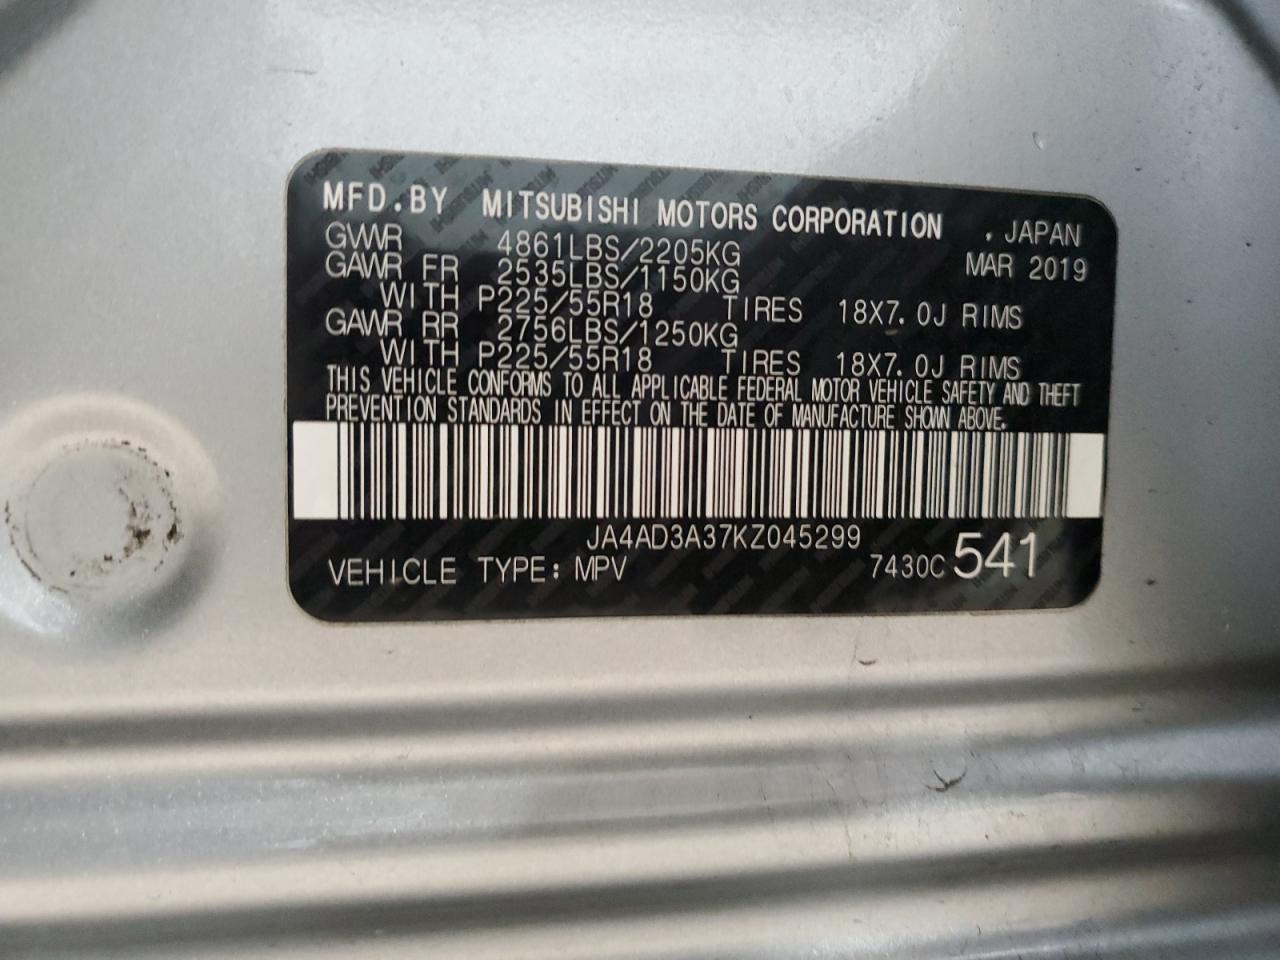 MFD.BY MITSUBISHI MOTORS CORPORATION , JAPAN
GVWR 4861LBS/2205KG MAR 2019
GAWR FR 2535LBS/1150KG
WITH P225/55R18 TIRES 18X7.0J RIMS
GAWR RR 2756LBS/1250KG
WITH P225/55R18 TIRES 18X7.0J RIMS
THIS VEHICLE CONFORMS TO ALL APPLICABLE FEDERAL MOTOR VEHICLE SAFETY AND THEFT
PREVENTION STANDARDS IN EFFECT ON THE DATE OF MANUFACTURE SHOWN ABOVE.
JA4AD3A37KZ045299
VEHICLE TYPE: MPV 7430C 541